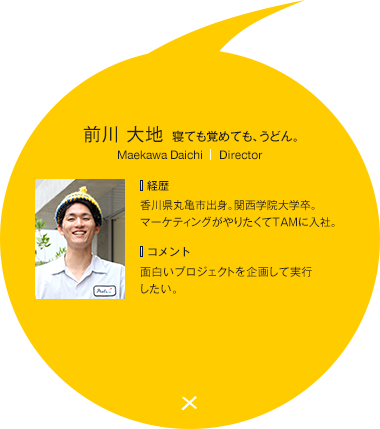 前川 大地 寝ても覚めても、うどん。
Maekawa Daichi | Director
経歴
香川県丸亀市出身。関西学院大学卒。
マーケティングがやりたくてTAMに入社。
コメント
面白いプロジェクトを企画して実行
したい。